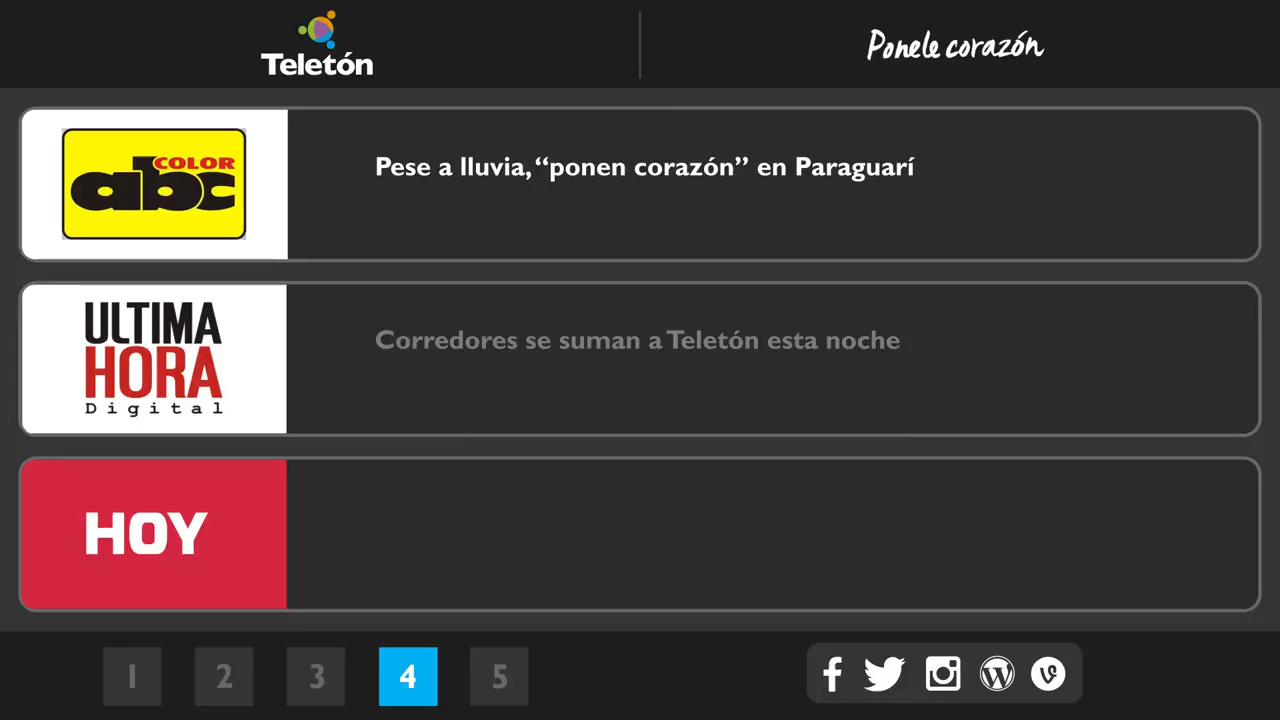 Teletón
Ponele corazón
COLOR
abc
Pese a lluvia, “ponen corazón” en Paraguarí
ULTIMA
HORA
Digital
Corredores se suman a Teletón esta noche
HOY
1 2 3 4 5